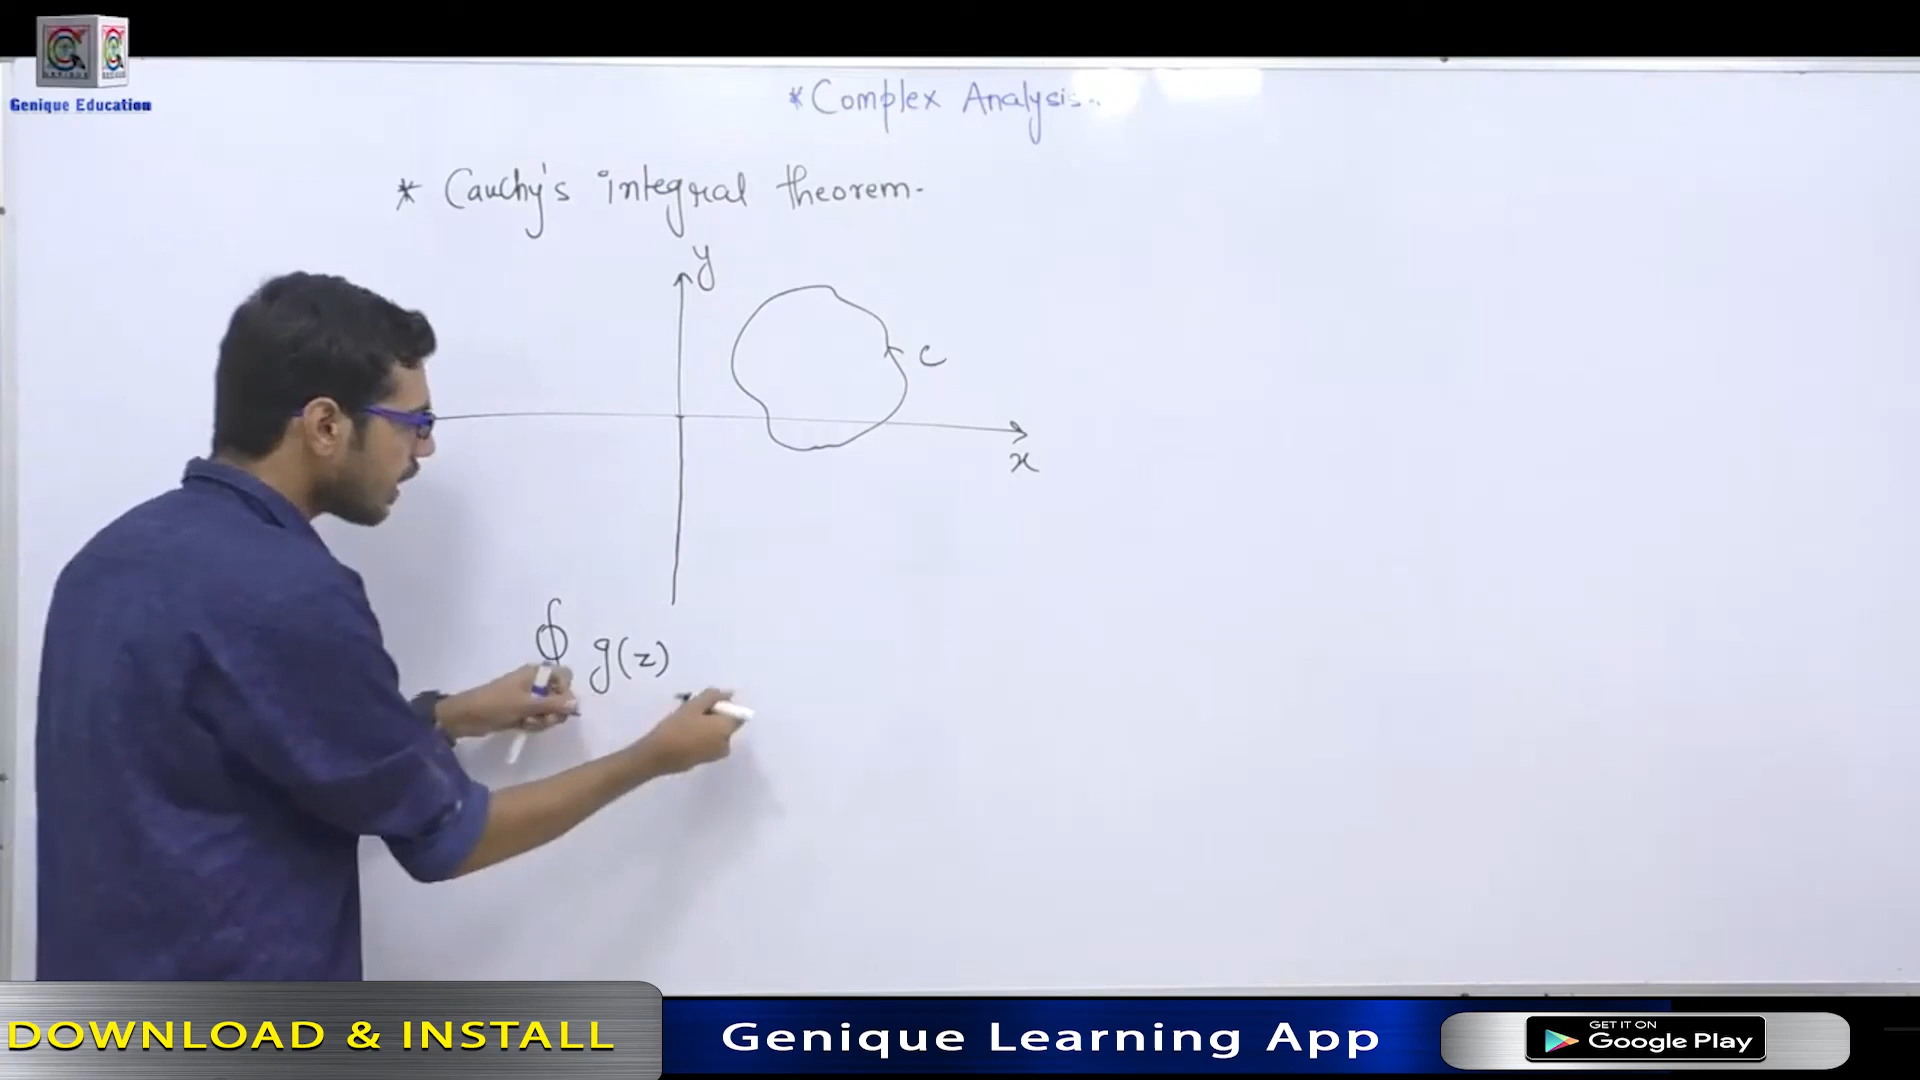 Genique Education
* Complex Analysis..
* Cauchy's integral theorem.
y
C
x
∮ g(z)
DOWNLOAD & INSTALL
Genique Learning App
GET IT ON
Google Play